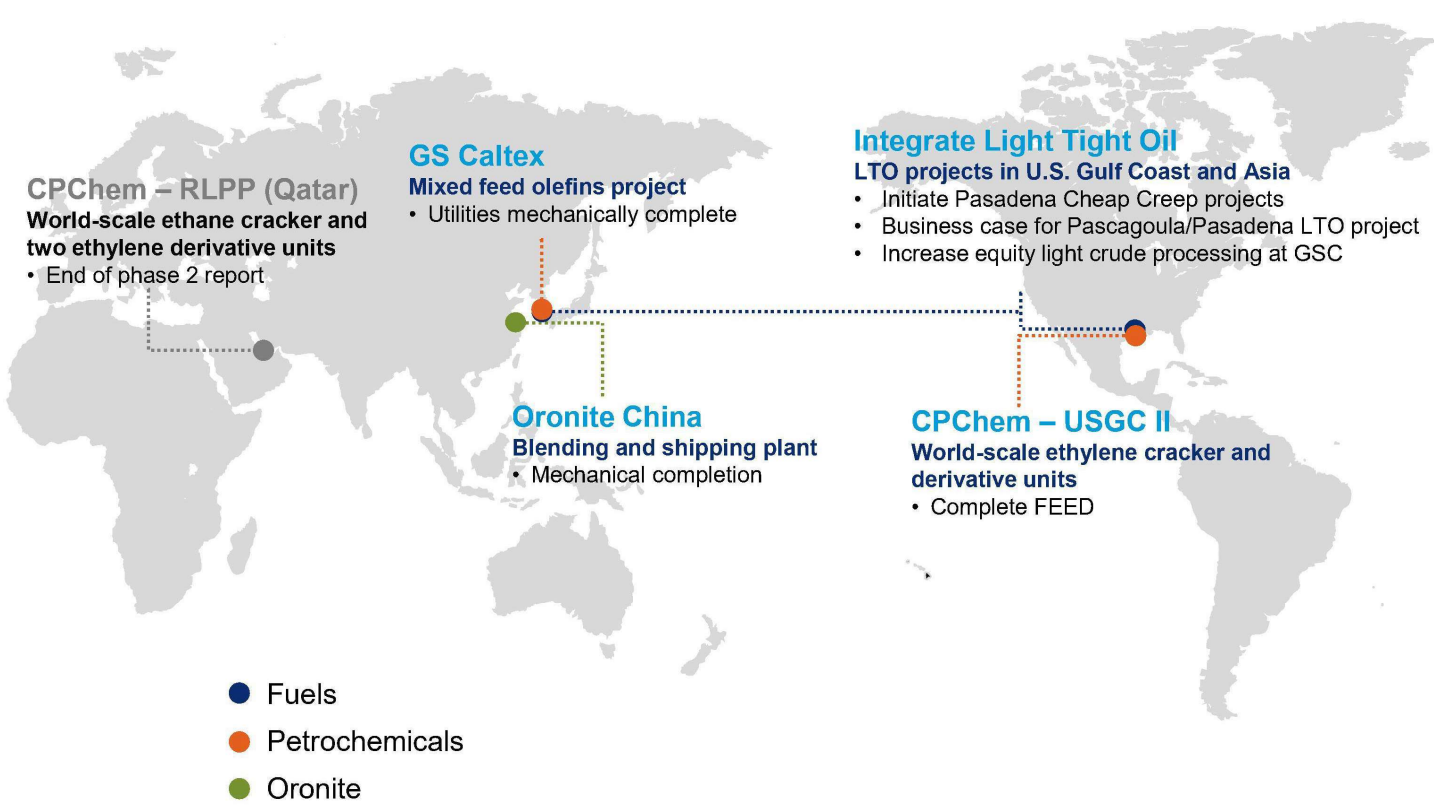 CPChem – RLPP (Qatar)
World-scale ethane cracker and
two ethylene derivative units
• End of phase 2 report
GS Caltex
Mixed feed olefins project
• Utilities mechanically complete
Integrate Light Tight Oil
LTO projects in U.S. Gulf Coast and Asia
• Initiate Pasadena Cheap Creep projects
• Business case for Pascagoula/Pasadena LTO project
• Increase equity light crude processing at GSC
Oronite China
Blending and shipping plant
• Mechanical completion
CPChem – USGC II
World-scale ethylene cracker and
derivative units
• Complete FEED
Fuels
Petrochemicals
Oronite